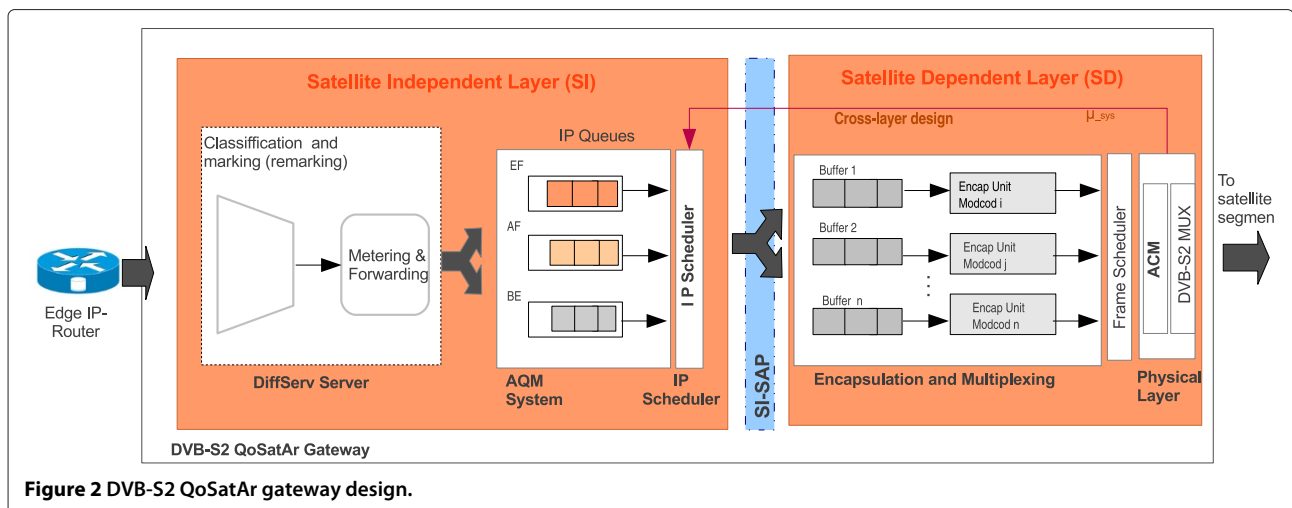 Satellite Independent Layer (SI)
Classiffication and
marking (remarking)
Metering &
Forwarding
DiffServ Server
IP Queues
EF
AF
BE
I P Scheduler
AQM
System
IP
Scheduler
SI-SAP
Satellite Dependent Layer (SD)
Cross-layer design
μ_sys
Buffer 1
Encap Unit
Modcod i
Buffer 2
Encap Unit
Modcod j
Buffer n
Encap Unit
Modcod n
Frame Scheduler
ACM
DVB-S2 MUX
Encapsulation and Multiplexing
Physical
Layer
To
satellite
segmen
Edge IP-
Router
DVB-S2 QoSatAr Gateway
Figure 2 DVB-S2 QoSatAr gateway design.